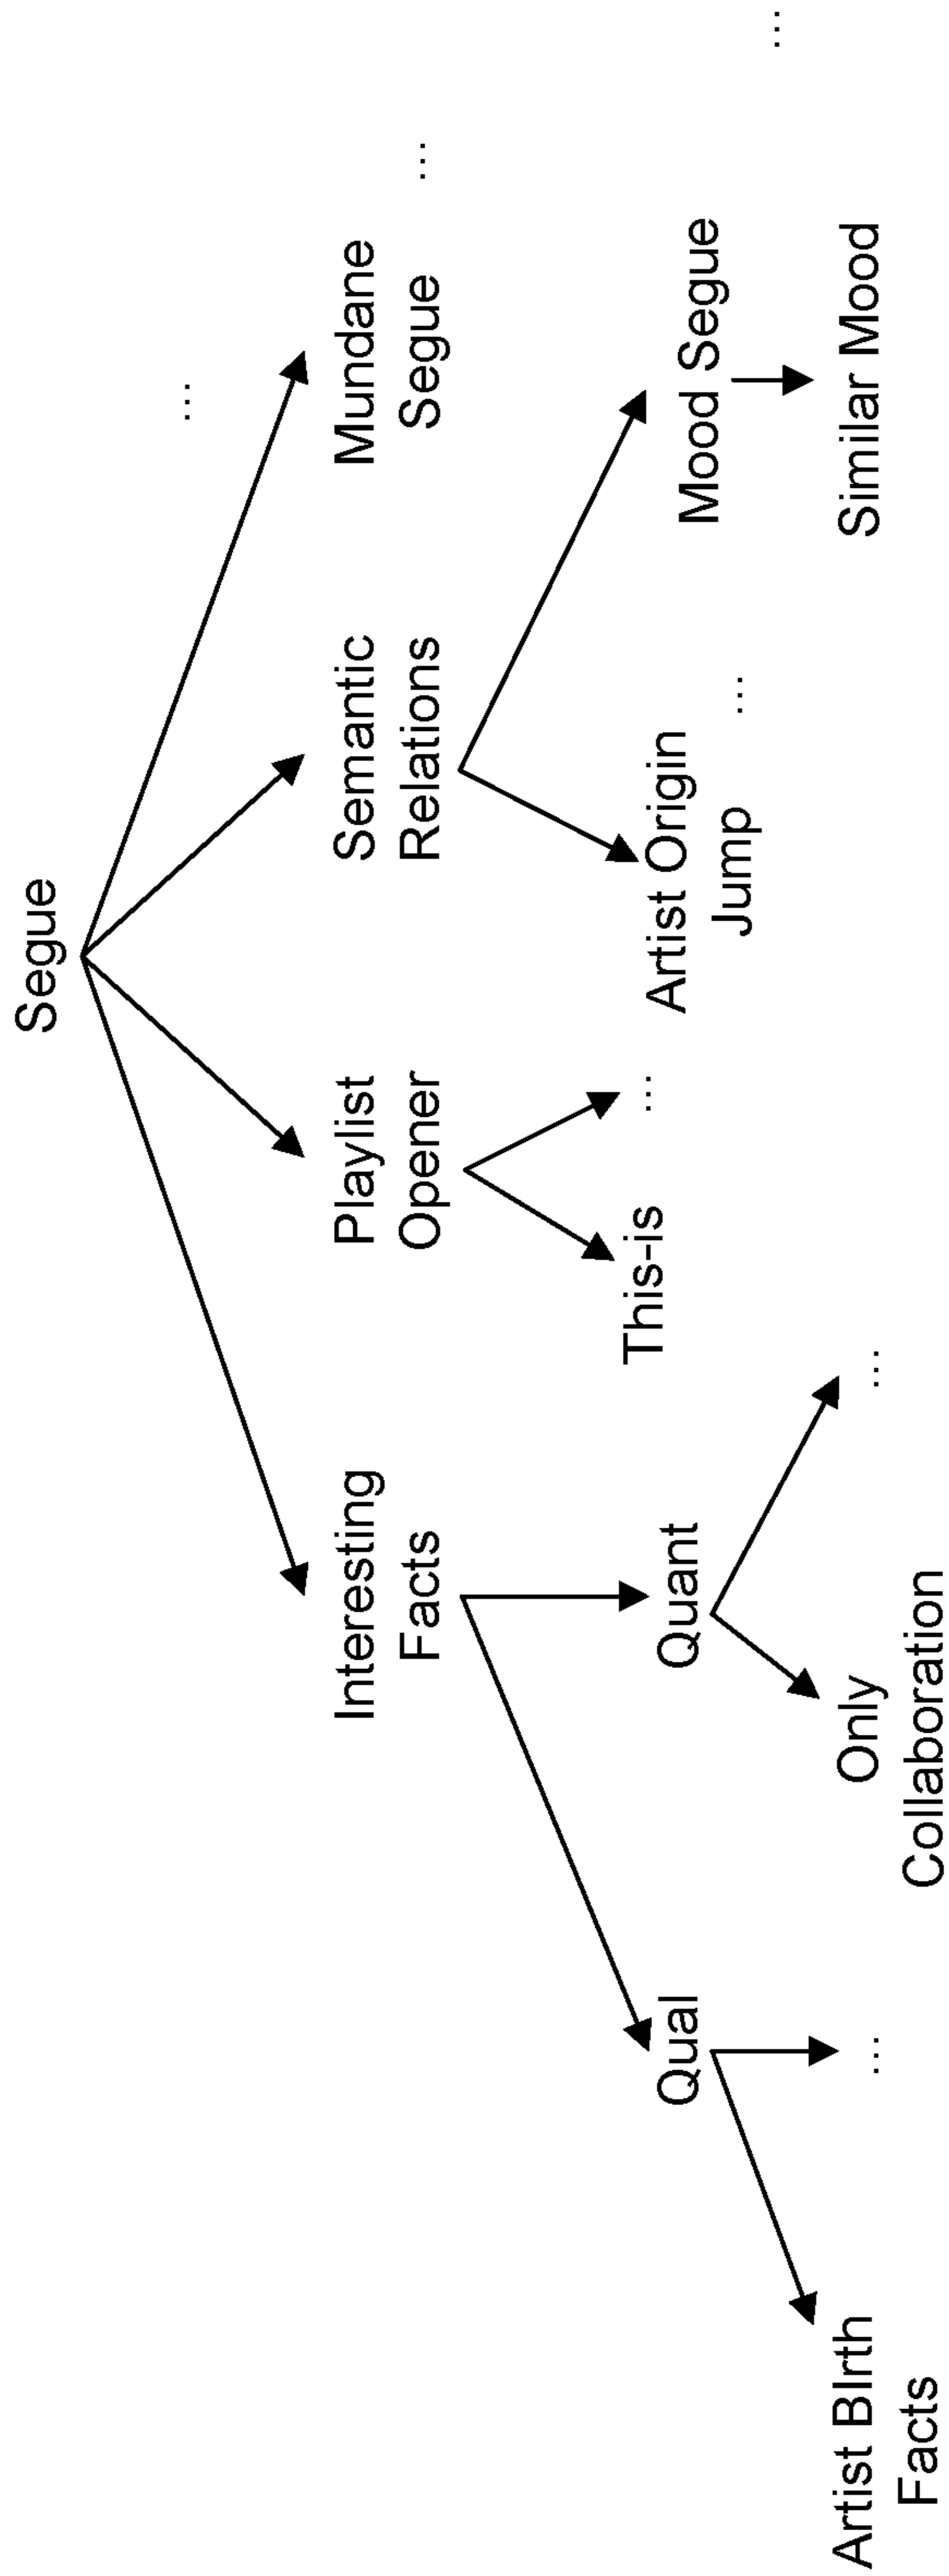 Segue
...
Interesting
Facts
Playlist
Opener
Semantic
Relations
Mundane
Segue
...
Qual
Quant
This-is
...
Artist Origin
Jump
...
Mood Segue
...
Artist BIrth
Facts
...
Only
Collaboration
...
Similar Mood